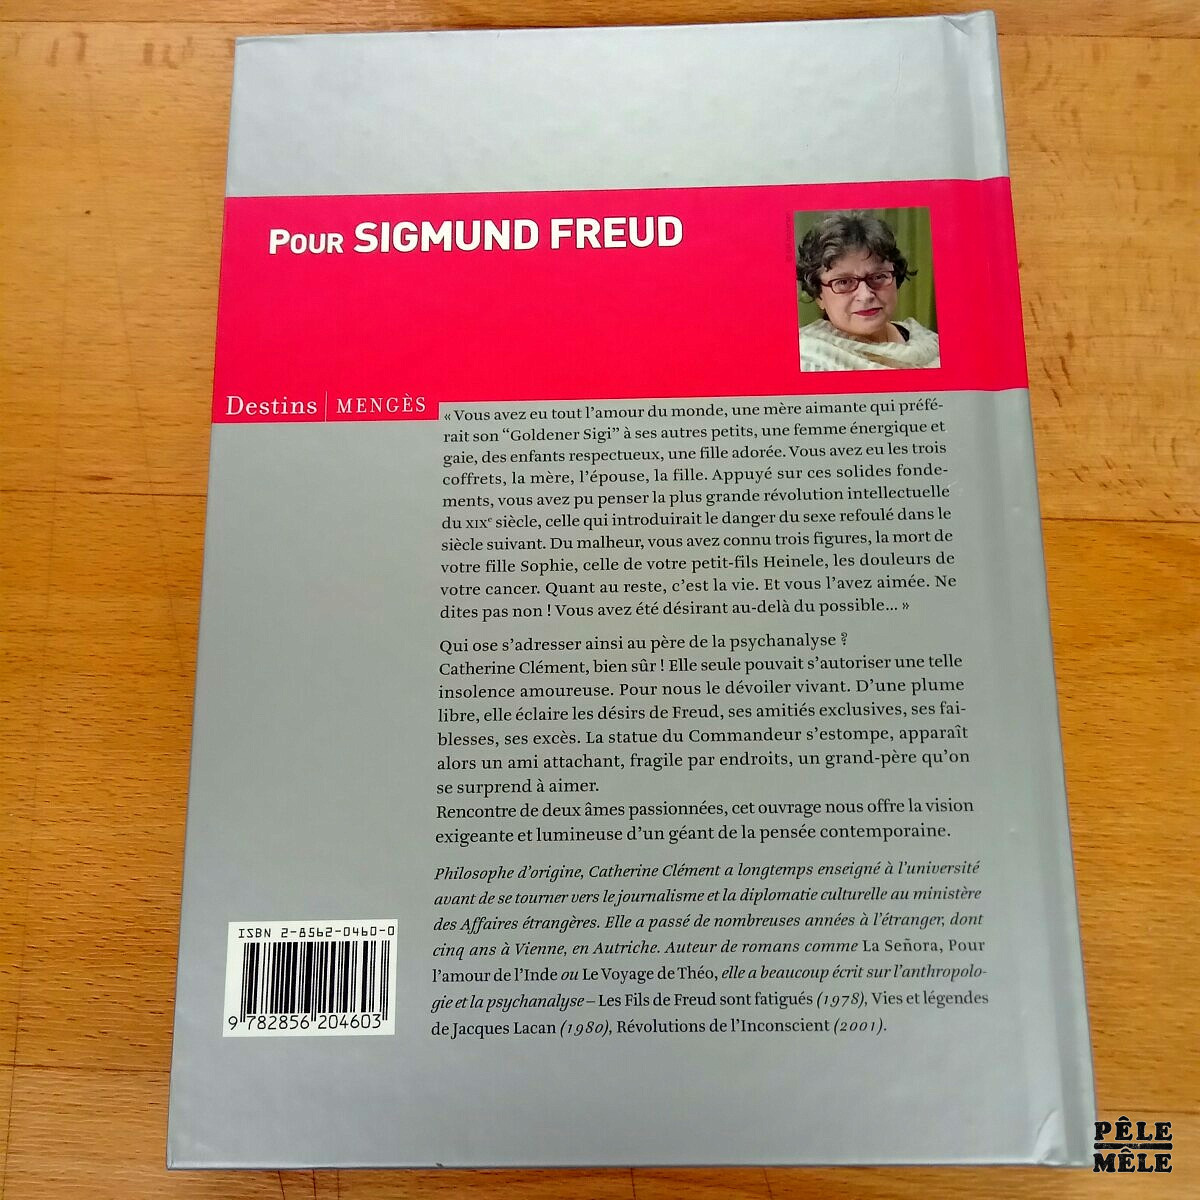 Pour SIGMUND FREUD
Destins | MENGÈS
« Vous avez eu tout l'amour du monde, une mère aimante qui préfé-
rait son “Goldener Sigi” à ses autres petits, une femme énergique et
gaie, des enfants respectueux, une fille adorée. Vous avez eu les trois
coffrets, la mère, l'épouse, la fille. Appuyé sur ces solides fonde-
ments, vous avez pu penser la plus grande révolution intellectuelle
du XIXe siècle, celle qui introduirait le danger du sexe refoulé dans le
siècle suivant. Du malheur, vous avez connu trois figures, la mort de
votre fille Sophie, celle de votre petit-fils Heinele, les douleurs de
votre cancer. Quant au reste, c'est la vie. Et vous l'avez aimée. Ne
dites pas non ! Vous avez été désirant au-delà du possible... »
Qui ose s'adresser ainsi au père de la psychanalyse ?
Catherine Clément, bien sûr ! Elle seule pouvait s'autoriser une telle
insolence amoureuse. Pour nous le dévoiler vivant. D'une plume
libre, elle éclaire les désirs de Freud, ses amitiés exclusives, ses fai-
blesses, ses excès. La statue du Commandeur s'estompe, apparaît
alors un ami attachant, fragile par endroits, un grand-père qu'on
se surprend à aimer.
Rencontre de deux âmes passionnées, cet ouvrage nous offre la vision
exigeante et lumineuse d'un géant de la pensée contemporaine.
Philosophe d'origine, Catherine Clément a longtemps enseigné à l'université
avant de se tourner vers le journalisme et la diplomatie culturelle au ministère
des Affaires étrangères. Elle a passé de nombreuses années à l'étranger, dont
cinq ans à Vienne, en Autriche. Auteur de romans comme La Señora, Pour
l'amour de l'Inde ou Le Voyage de Théo, elle a beaucoup écrit sur l'anthropolo-
gie et la psychanalyse – Les Fils de Freud sont fatigués (1978), Vies et légendes
de Jacques Lacan (1980), Révolutions de l'Inconscient (2001).
ISBN 2-8562-0460-0
9 782856 204603
PÊLE
MÊLE